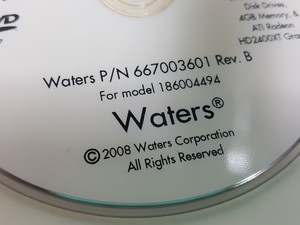 Disk Drives,
4GB Memory, &
ATI Radeon
HD2400XT Gra
Waters P/N 667003601 Rev. B
For model 186004494
Waters®
© 2008 Waters Corporation
All Rights Reserved